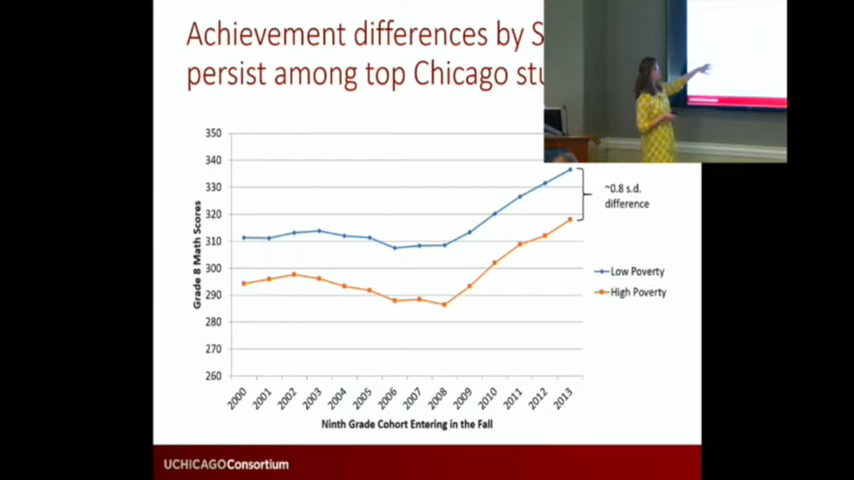 Achievement differences by S
persist among top Chicago stu
350
340
330
320
310
300
290
280
270
260
Grade 8 Math Scores
~0.8 s.d.
difference
Low Poverty
High Poverty
2000
2001
2002
2003
2004
2005
2006
2007
2008
2009
2010
2011
2012
2013
Ninth Grade Cohort Entering in the Fall
UCHICAGOConsortium